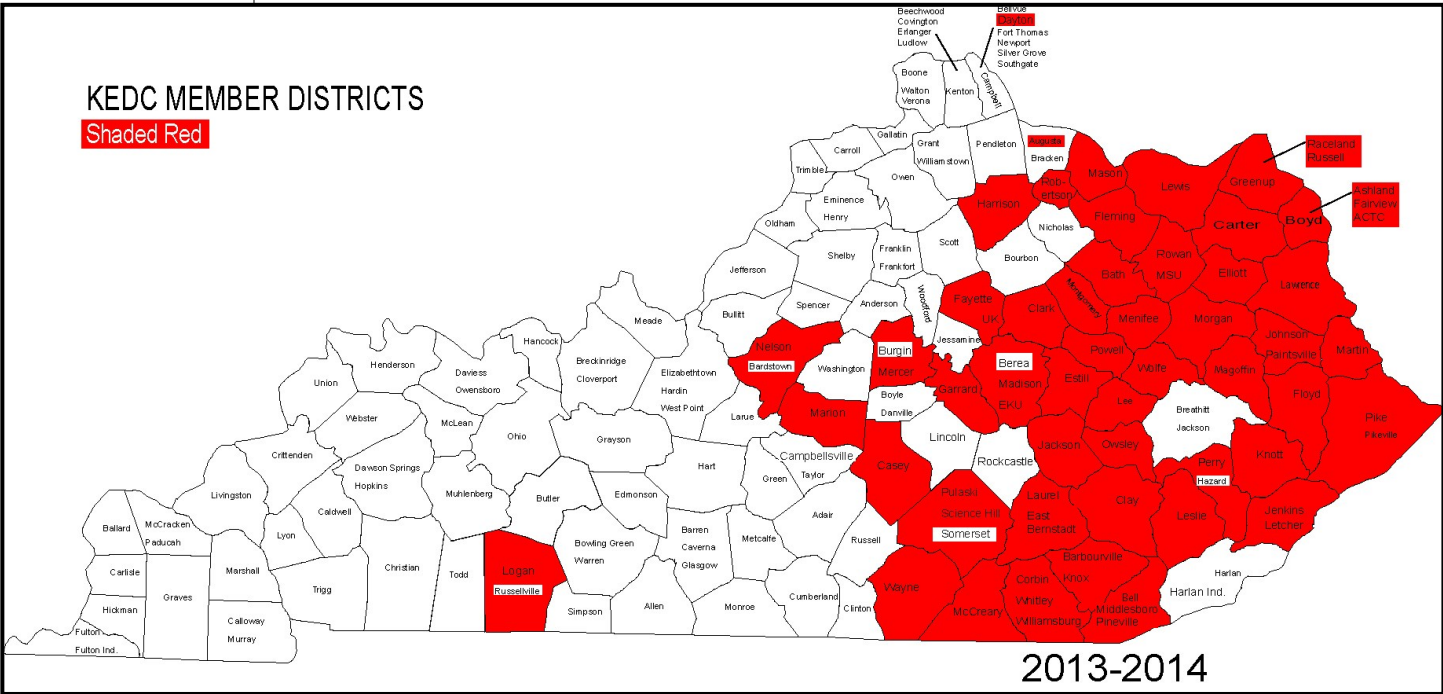 Beechwood
Covington
Erlanger
Ludlow
Bellvue
Dayton
Fort Thomas
Newport
Silver Grove
Southgate
KEDC MEMBER DISTRICTS
Shaded Red
Boone
Walton
Verona
Kenton
Campbell
Gallatin
Carroll
Trimble
Grant
Williamstown
Pendleton
Augusta
Bracken
Owen
Mason
Lewis
Greenup
Raceland
Russell
Rob-
ertson
Harrison
Eminence
Henry
Oldham
Fleming
Carter
Boyd
Ashland
Fairview
ACTC
Nicholas
Scott
Franklin
Frankfort
Shelby
Bourbon
Rowan
MSU
Bath
Elliott
Lawrence
Jefferson
Spencer
Anderson
Woodford
Fayette
UK
Clark
Montgomery
Menifee
Morgan
Bullitt
Meade
Jessamine
Johnson
Paintsville
Martin
Hancock
Nelson
Bardstown
Washington
Burgin
Mercer
Berea
Madison
EKU
Powell
Wolfe
Magoffin
Estill
Garrard
Breckinridge
Cloverport
Elizabethtown
Hardin
West Point
Henderson
Daviess
Owensboro
Union
Floyd
Lee
Pike
Pikeville
Boyle
Danville
Marion
Larue
Breathitt
Jackson
Webster
McLean
Ohio
Grayson
Lincoln
Rockcastle
Jackson
Owsley
Knott
Perry
Hazard
Crittenden
Dawson Springs
Hopkins
Campbellsville
Taylor
Green
Hart
Casey
Livingston
Muhlenberg
Butler
Edmonson
Pulaski
Science Hill
Somerset
Laurel
East
Bernstadt
Clay
Leslie
Jenkins
Letcher
Caldwell
Ballard
McCracken
Paducah
Lyon
Adair
Russell
Barren
Caverna
Glasgow
Metcalfe
Bowling Green
Warren
Barbourville
Knox
Corbin
Whitley
Williamsburg
Harlan
Harlan Ind.
Carlisle
Marshall
Graves
Christian
Todd
Trigg
Logan
Russellville
Simpson
Allen
Monroe
Cumberland
Clinton
Wayne
McCreary
Bell
Middlesboro
Pineville
Hickman
Calloway
Murray
Fulton
Fulton Ind.
2013-2014